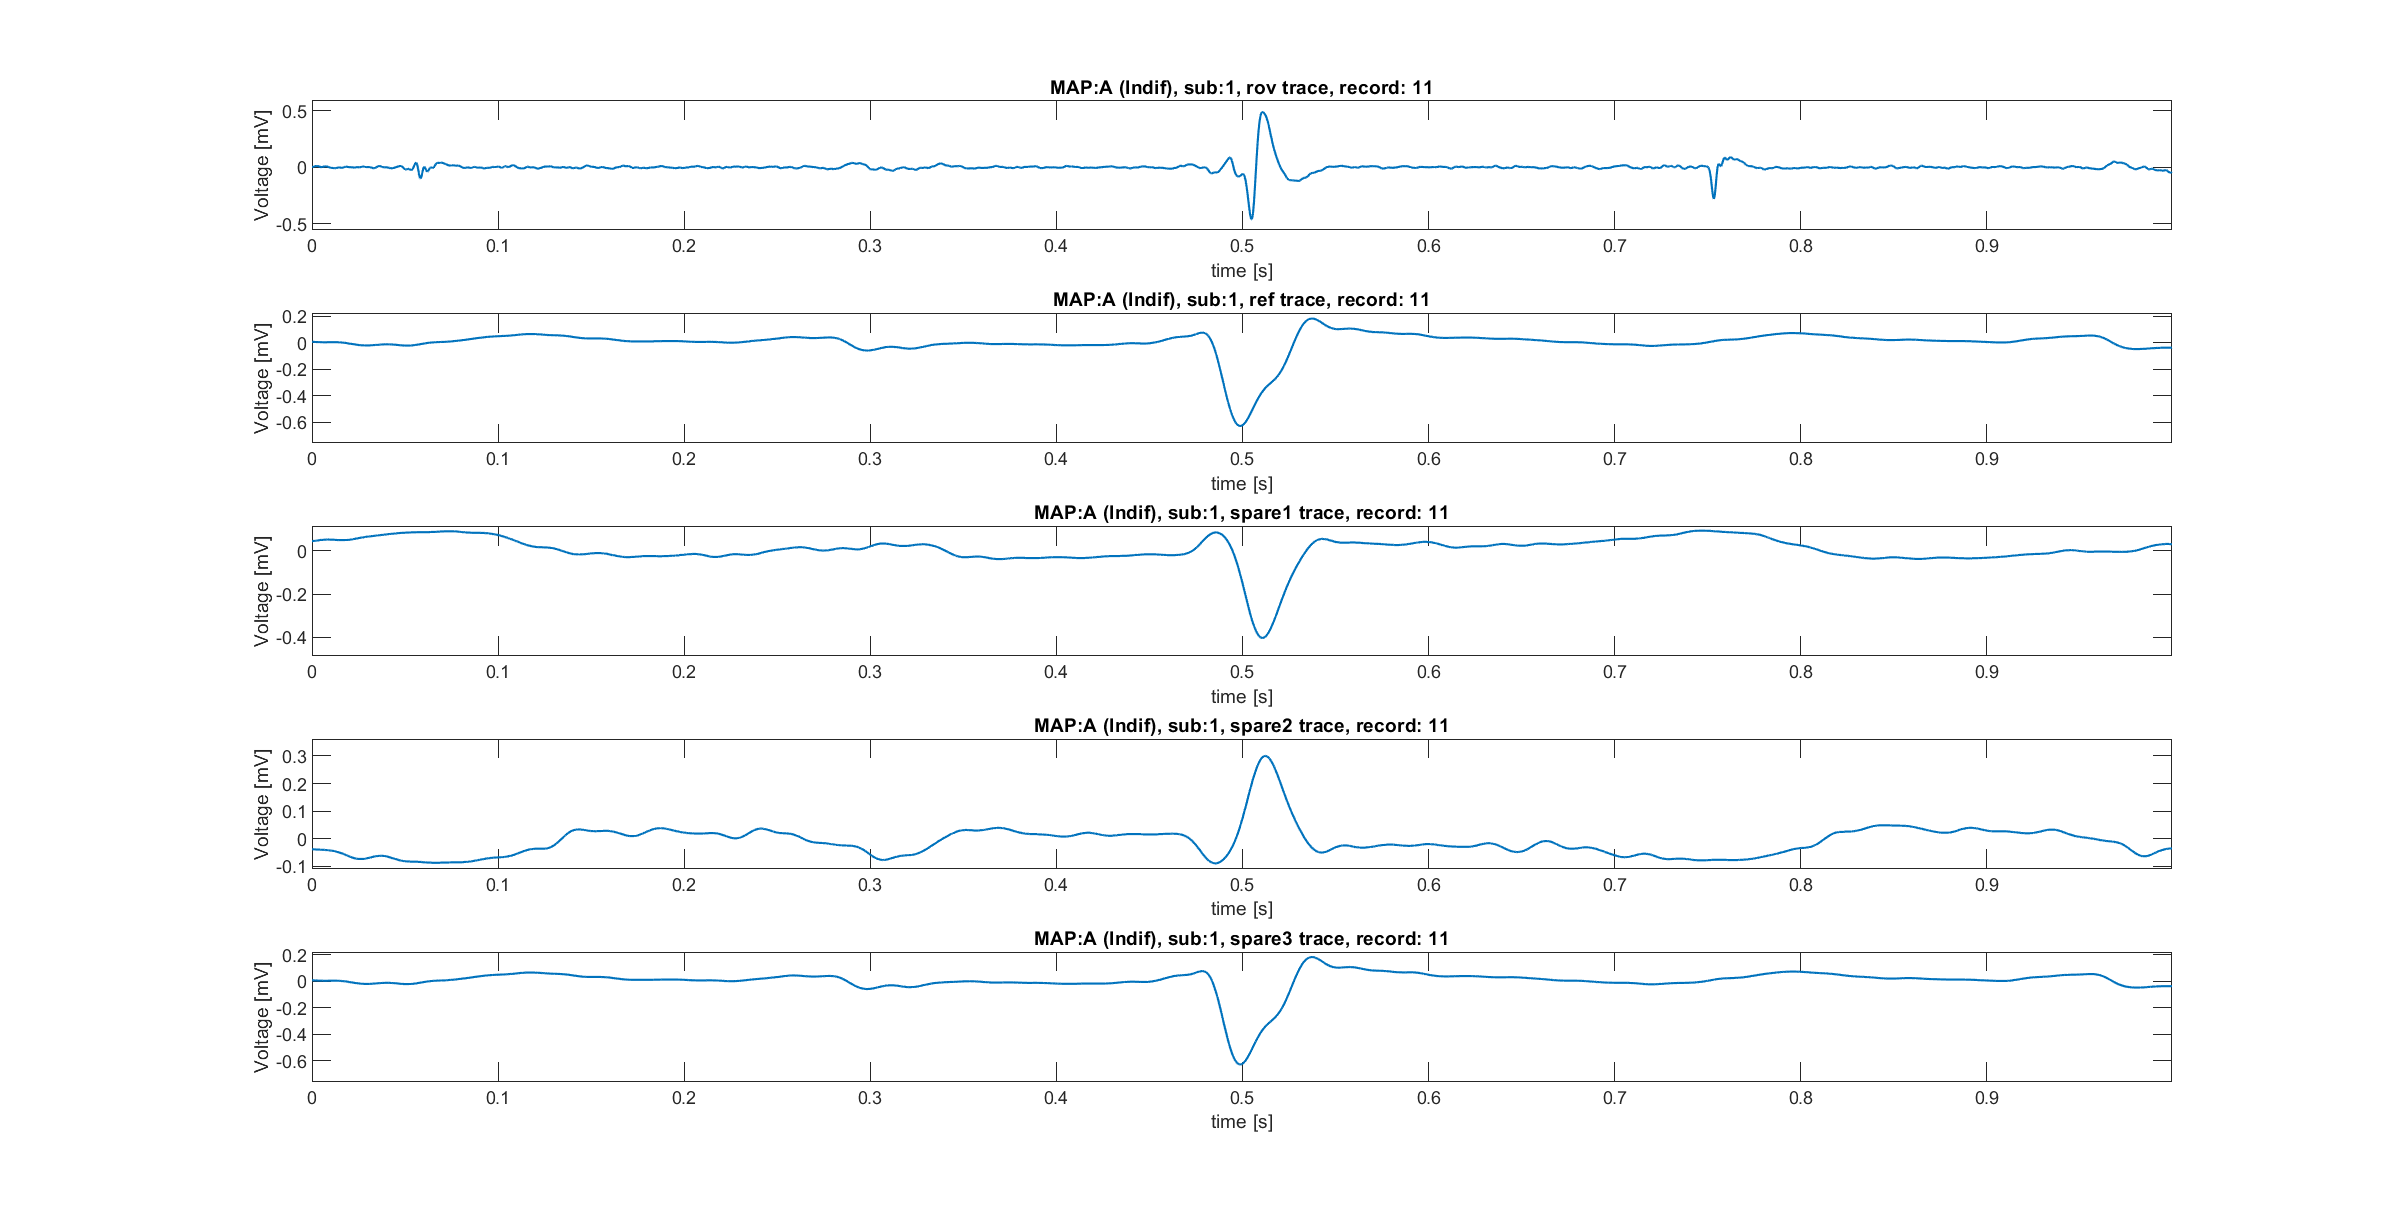 MAP:A (Indif), sub:1, rov trace, record: 11
Voltage [mV]
0.5
0
-0.5
0 0.1 0.2 0.3 0.4 0.5 0.6 0.7 0.8 0.9
time [s]
MAP:A (Indif), sub:1, ref trace, record: 11
Voltage [mV]
0.2
0
-0.2
-0.4
-0.6
0 0.1 0.2 0.3 0.4 0.5 0.6 0.7 0.8 0.9
time [s]
MAP:A (Indif), sub:1, spare1 trace, record: 11
Voltage [mV]
0
-0.2
-0.4
0 0.1 0.2 0.3 0.4 0.5 0.6 0.7 0.8 0.9
time [s]
MAP:A (Indif), sub:1, spare2 trace, record: 11
Voltage [mV]
0.3
0.2
0.1
0
-0.1
0 0.1 0.2 0.3 0.4 0.5 0.6 0.7 0.8 0.9
time [s]
MAP:A (Indif), sub:1, spare3 trace, record: 11
Voltage [mV]
0.2
0
-0.2
-0.4
-0.6
0 0.1 0.2 0.3 0.4 0.5 0.6 0.7 0.8 0.9
time [s]